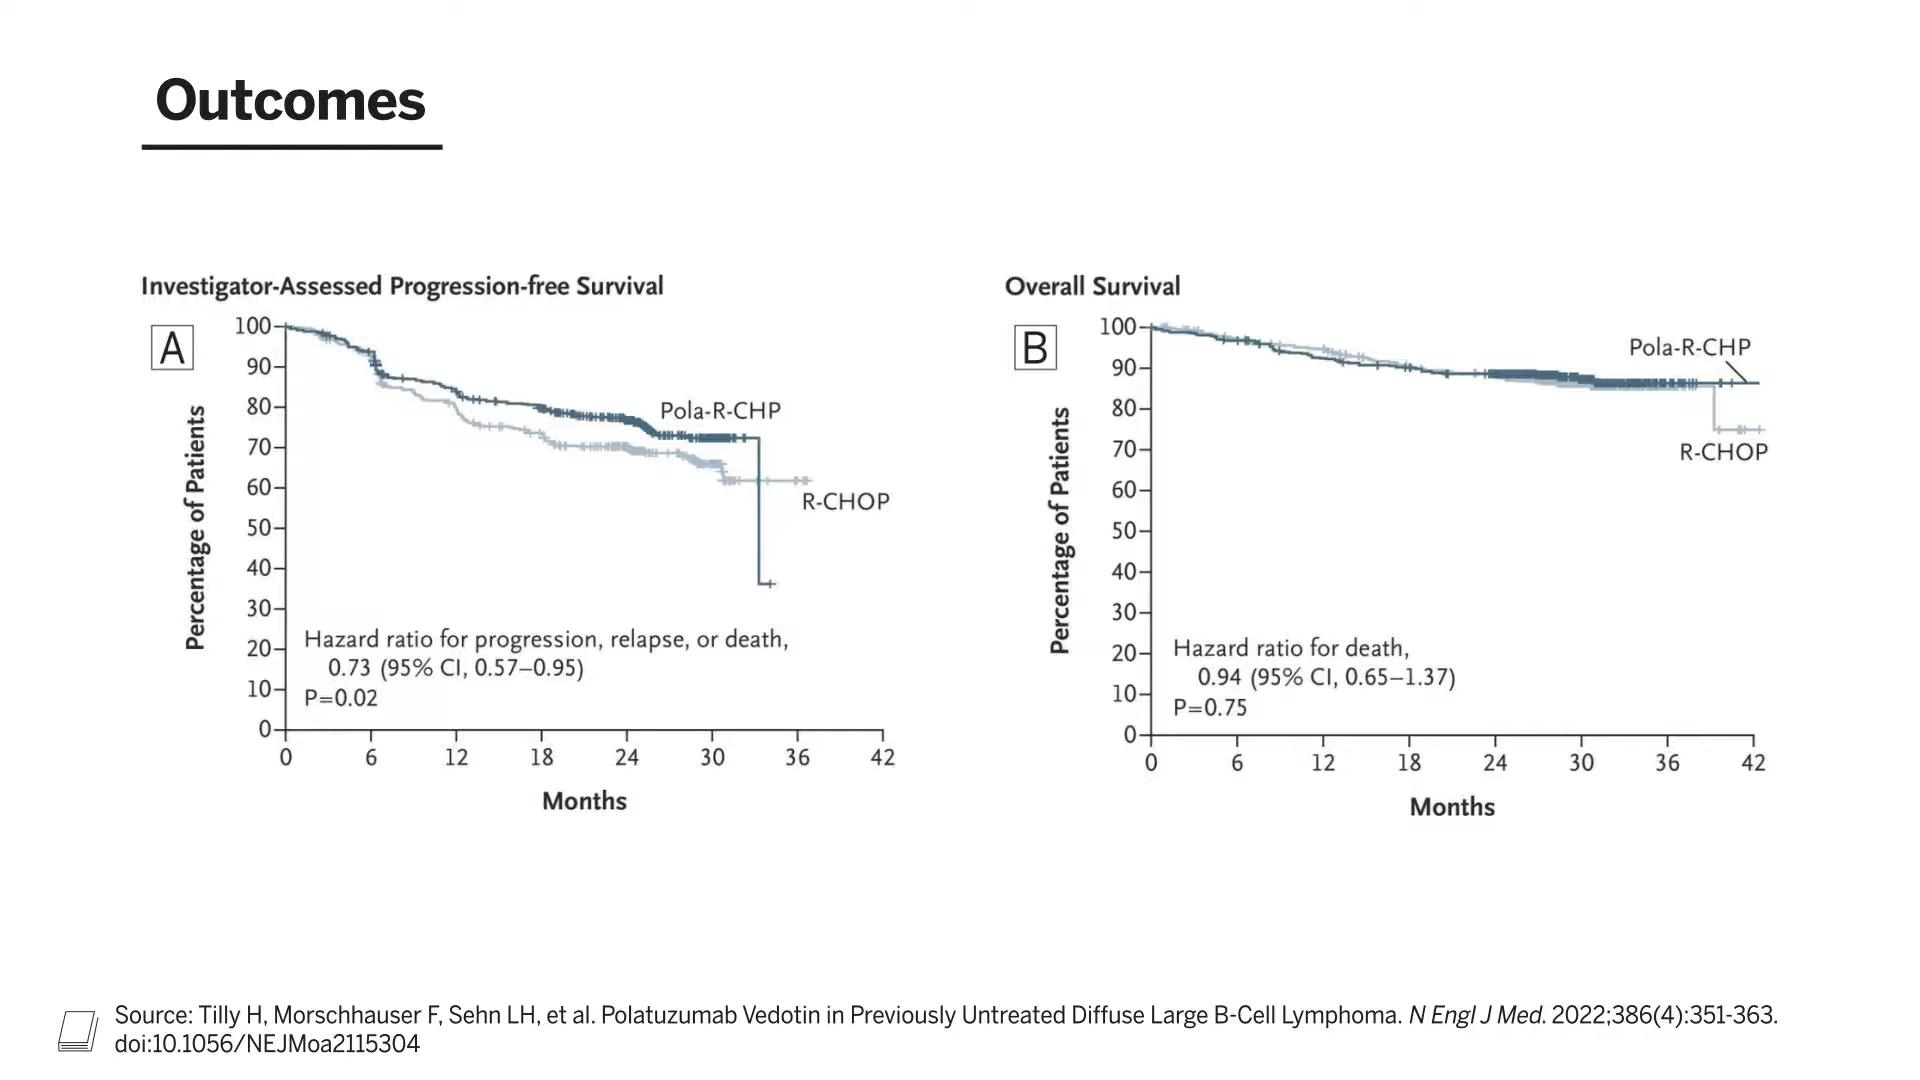 Outcomes
Investigator-Assessed Progression-free Survival
A
Percentage of Patients
100
90
80
70
60
50
40
30
20
10
0
Pola-R-CHP
R-CHOP
Hazard ratio for progression, relapse, or death,
0.73 (95% CI, 0.57–0.95)
P=0.02
0 6 12 18 24 30 36 42
Months
Overall Survival
B
Percentage of Patients
100
90
80
70
60
50
40
30
20
10
0
Pola-R-CHP
R-CHOP
Hazard ratio for death,
0.94 (95% CI, 0.65–1.37)
P=0.75
0 6 12 18 24 30 36 42
Months
Source: Tilly H, Morschhauser F, Sehn LH, et al. Polatuzumab Vedotin in Previously Untreated Diffuse Large B-Cell Lymphoma. N Engl J Med. 2022;386(4):351-363.
doi:10.1056/NEJMoa2115304